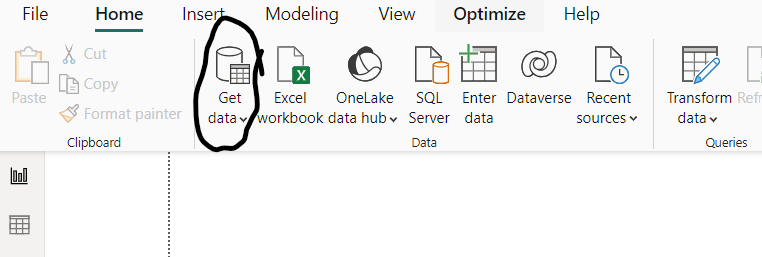 File Home Insert Modeling View Optimize Help
Paste
Cut
Copy
Format painter
Clipboard
Get
data
Excel
workbook
OneLake
data hub
SQL
Server
Enter
data
Dataverse
Recent
sources
Data
Transform
data
Refr
Queries